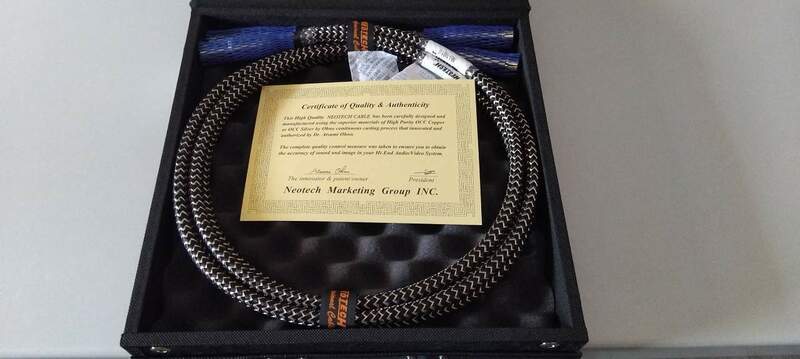 OTECH
Certificate of Quality & Authenticity
This High Quality NEOTECH CABLE has been carefully designed and
manufactured using the superior materials of High Purity OCC Copper
or OCC Silver by Ohno continuous casting process that innovated and
authorized by Dr. Atsumi Ohno.
The complete quality control measure was taken to ensure you to obtain
the accuracy of sound and image in your Hi-End Audio/Video System.
The innovator & patent owner
President
Neotech Marketing Group INC.
TECH